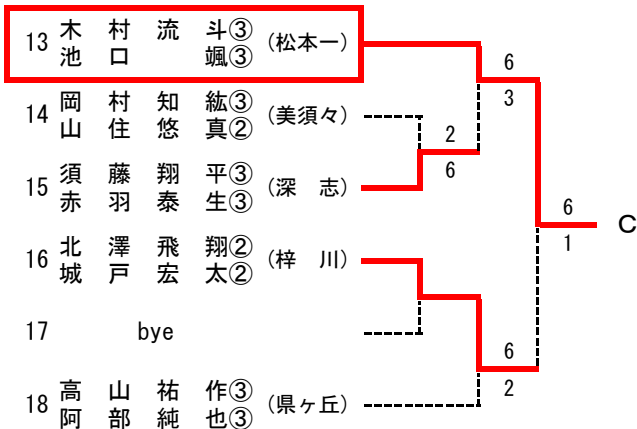 13 木村流斗③ (松本一)
池口颯③
14 岡村知紘③ (美須々)
山住悠真②
15 須藤翔平③ (深志)
赤羽泰生③
16 北澤飛翔② (梓川)
城戸宏太②
17 bye
18 高山祐作③ (県ヶ丘)
阿部純也③
6
3
2
6
6
1
C
6
2